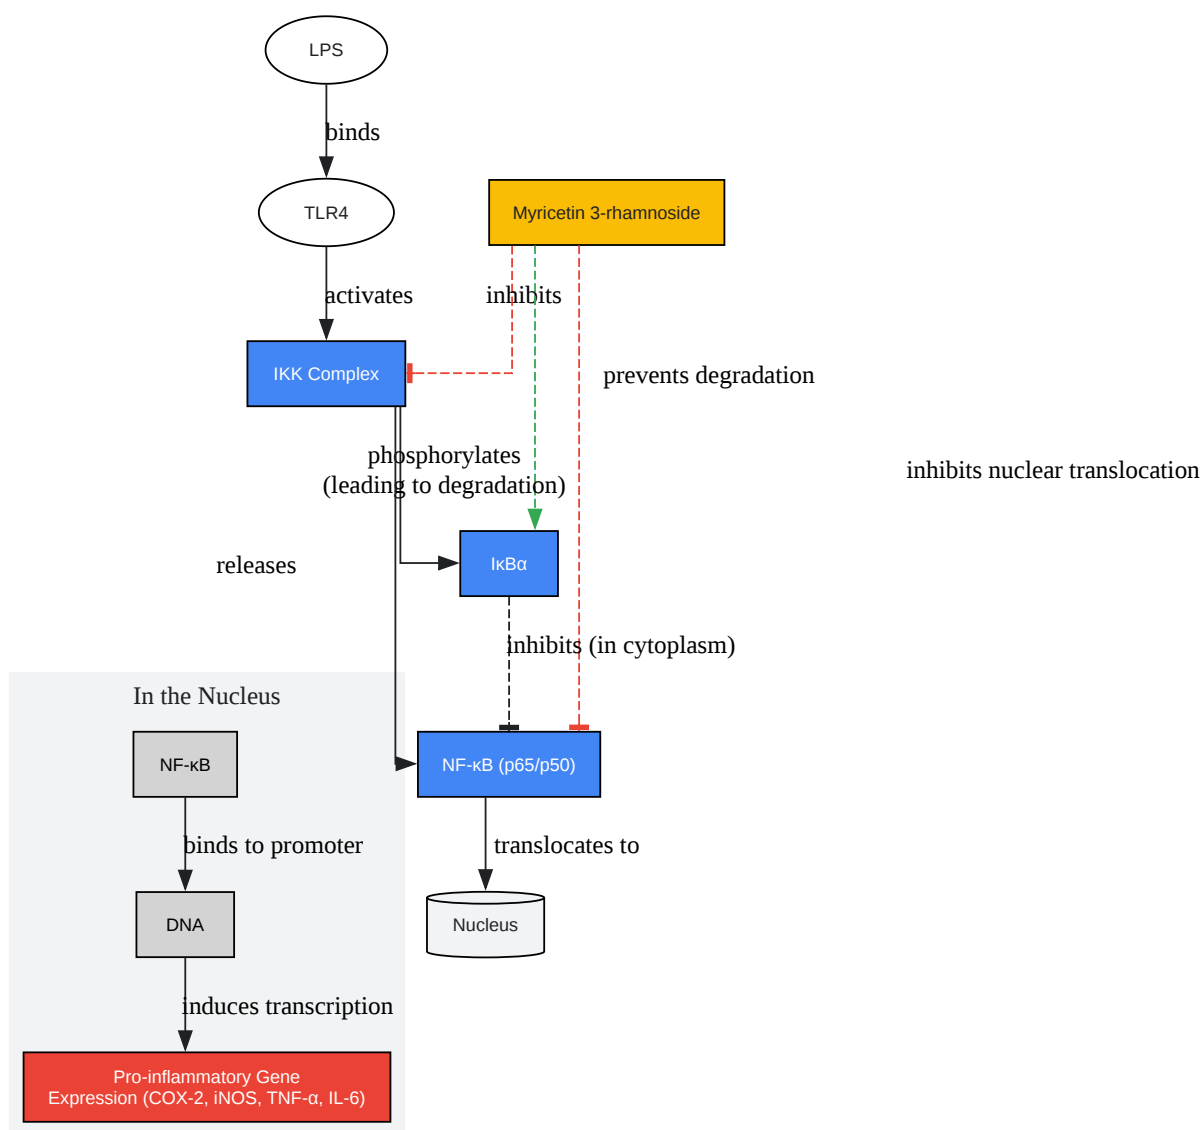 LPS
binds
TLR4
Myricetin 3-rhamnoside
activates
inhibits
IKK Complex
prevents degradation
phosphorylates
(leading to degradation)
inhibits nuclear translocation
releases
IκBα
inhibits (in cytoplasm)
In the Nucleus
NF-κB
NF-κB (p65/p50)
binds to promoter
translocates to
DNA
Nucleus
induces transcription
Pro-inflammatory Gene
Expression (COX-2, iNOS, TNF-α, IL-6)